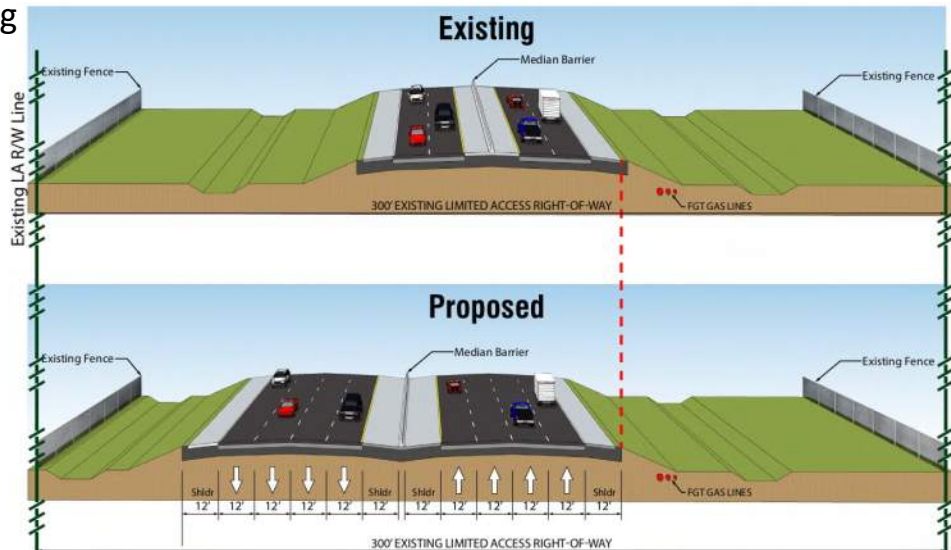 g
Existing
Median Barrier
Existing Fence
Existing Fence
Existing LA R/W Line
300' EXISTING LIMITED ACCESS RIGHT-OF-WAY
FGT GAS LINES
Proposed
Median Barrier
Existing Fence
Existing Fence
FGT GAS LINES
Shldr Shldr Shldr Shldr
12' 12' 12' 12' 12' 12' 12' 12' 12' 12' 12' 12'
300' EXISTING LIMITED ACCESS RIGHT-OF-WAY